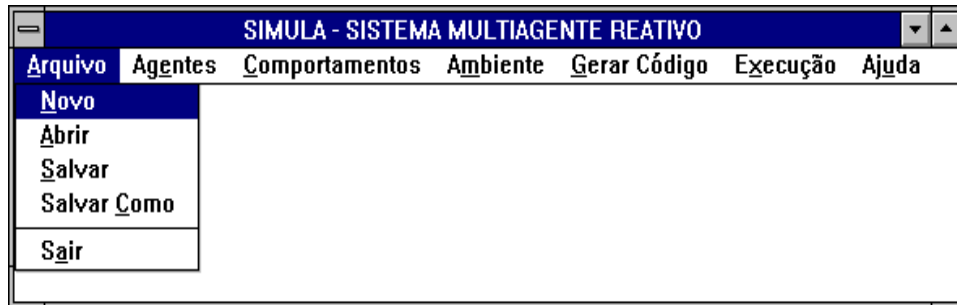 SIMULA - SISTEMA MULTIAGENTE REATIVO
Arquivo Agentes Comportamentos Ambiente Gerar Código Execução Ajuda
Novo
Abrir
Salvar
Salvar Como
Sair